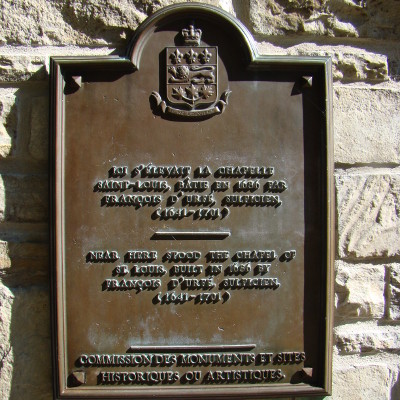 ICI S'ÉLEVAIT LA CHAPELLE
SAINT-LOUIS, BÂTIE EN 1686 PAR
FRANÇOIS D'URFÉ, SULPICIEN,
(1641-1701)
NEAR HERE STOOD THE CHAPEL OF
ST. LOUIS, BUILT IN 1686 BY
FRANÇOIS D'URFÉ, SULPICIEN,
(1641-1701)
COMMISSION DES MONUMENTS ET SITES
HISTORIQUES OU ARTISTIQUES.